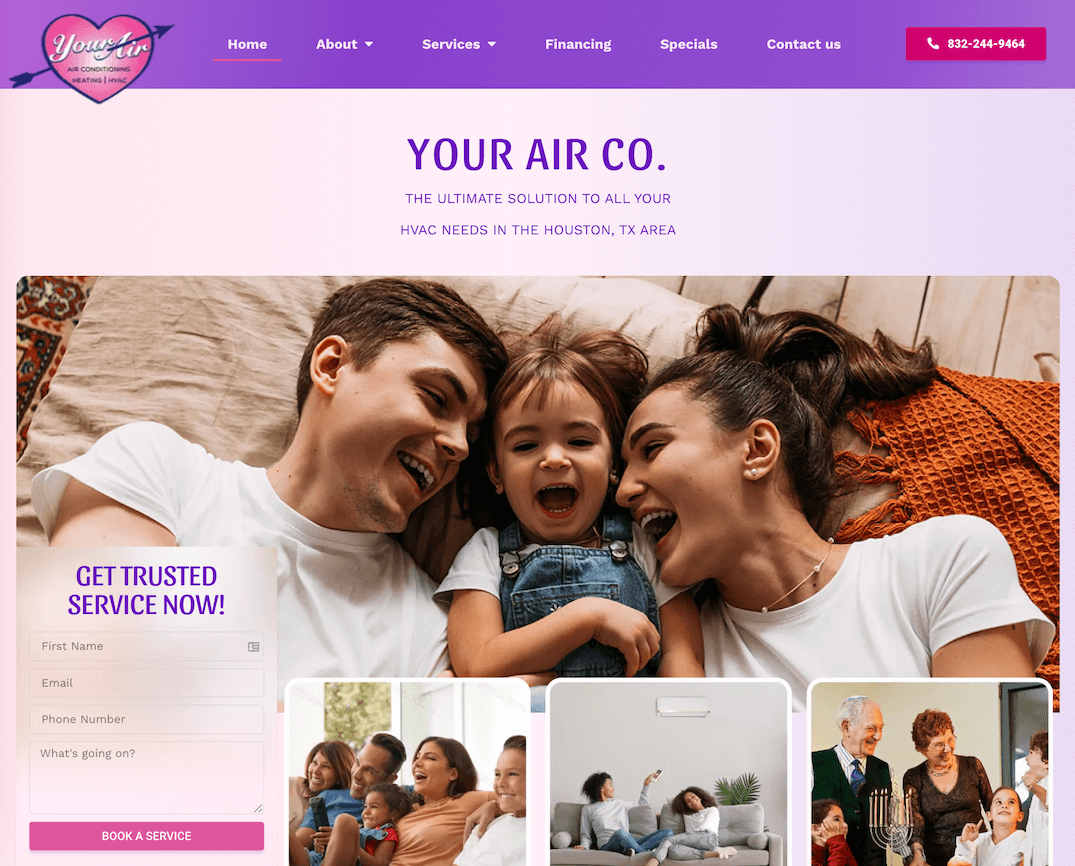 YourAir
AIR CONDITIONING
HEATING | HVAC
Home
About
Services
Financing
Specials
Contact us
832-244-9464
YOUR AIR CO.
THE ULTIMATE SOLUTION TO ALL YOUR
HVAC NEEDS IN THE HOUSTON, TX AREA
GET TRUSTED
SERVICE NOW!
First Name
Email
Phone Number
What's going on?
BOOK A SERVICE